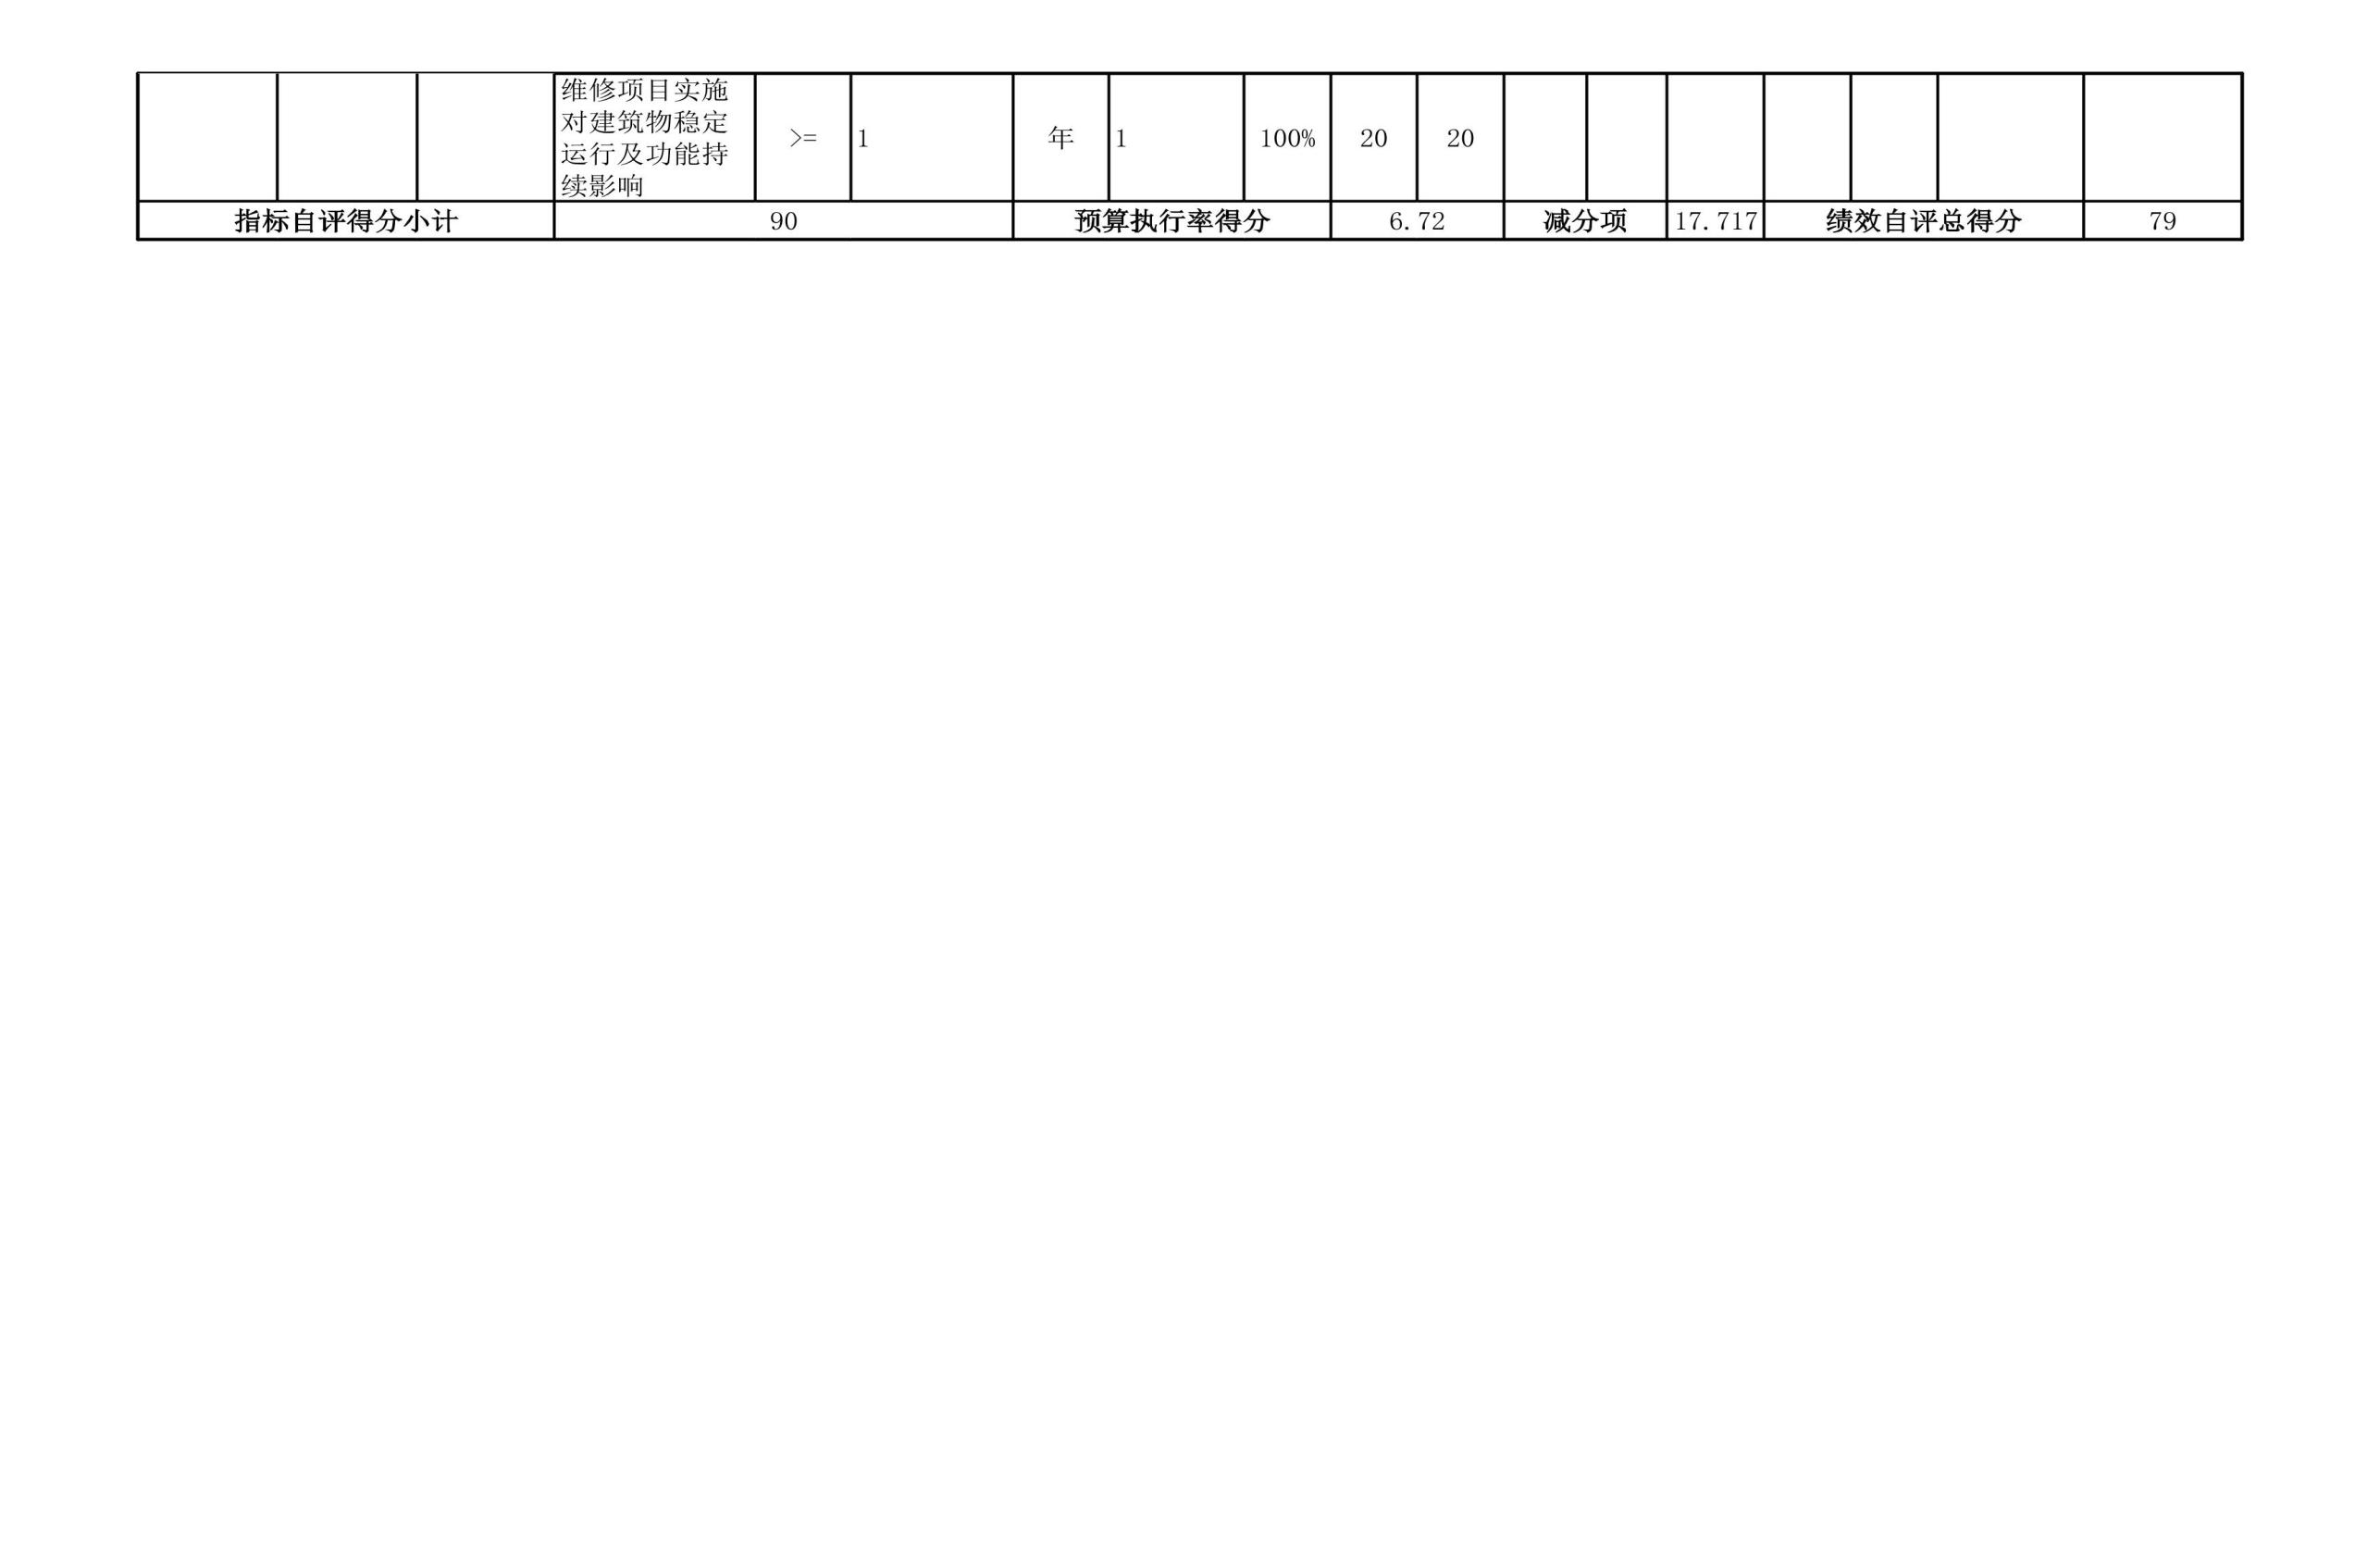 维修项目实施
对建筑物稳定
运行及功能持
续影响
>= 1 年 1 100% 20 20
指标自评得分小计 90 预算执行率得分 6.72 减分项 17.717 绩效自评总得分 79